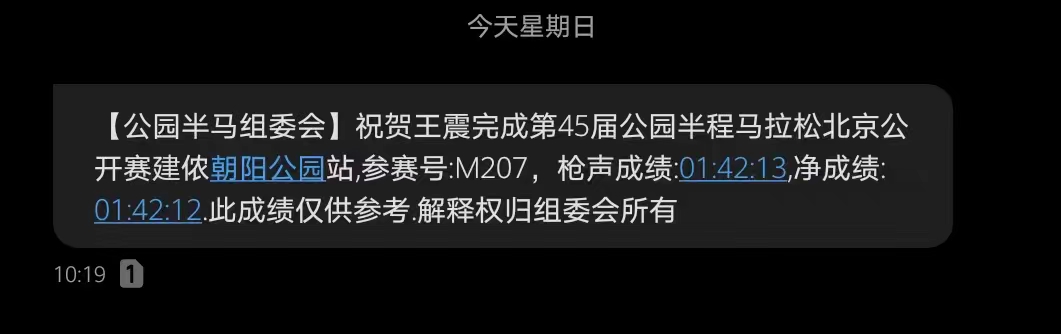 今天星期日
【公园半马组委会】祝贺王震完成第45届公园半程马拉松北京公
开赛建侬朝阳公园站,参赛号:M207，枪声成绩:01:42:13,净成绩:
01:42:12.此成绩仅供参考.解释权归组委会所有
10:19 1